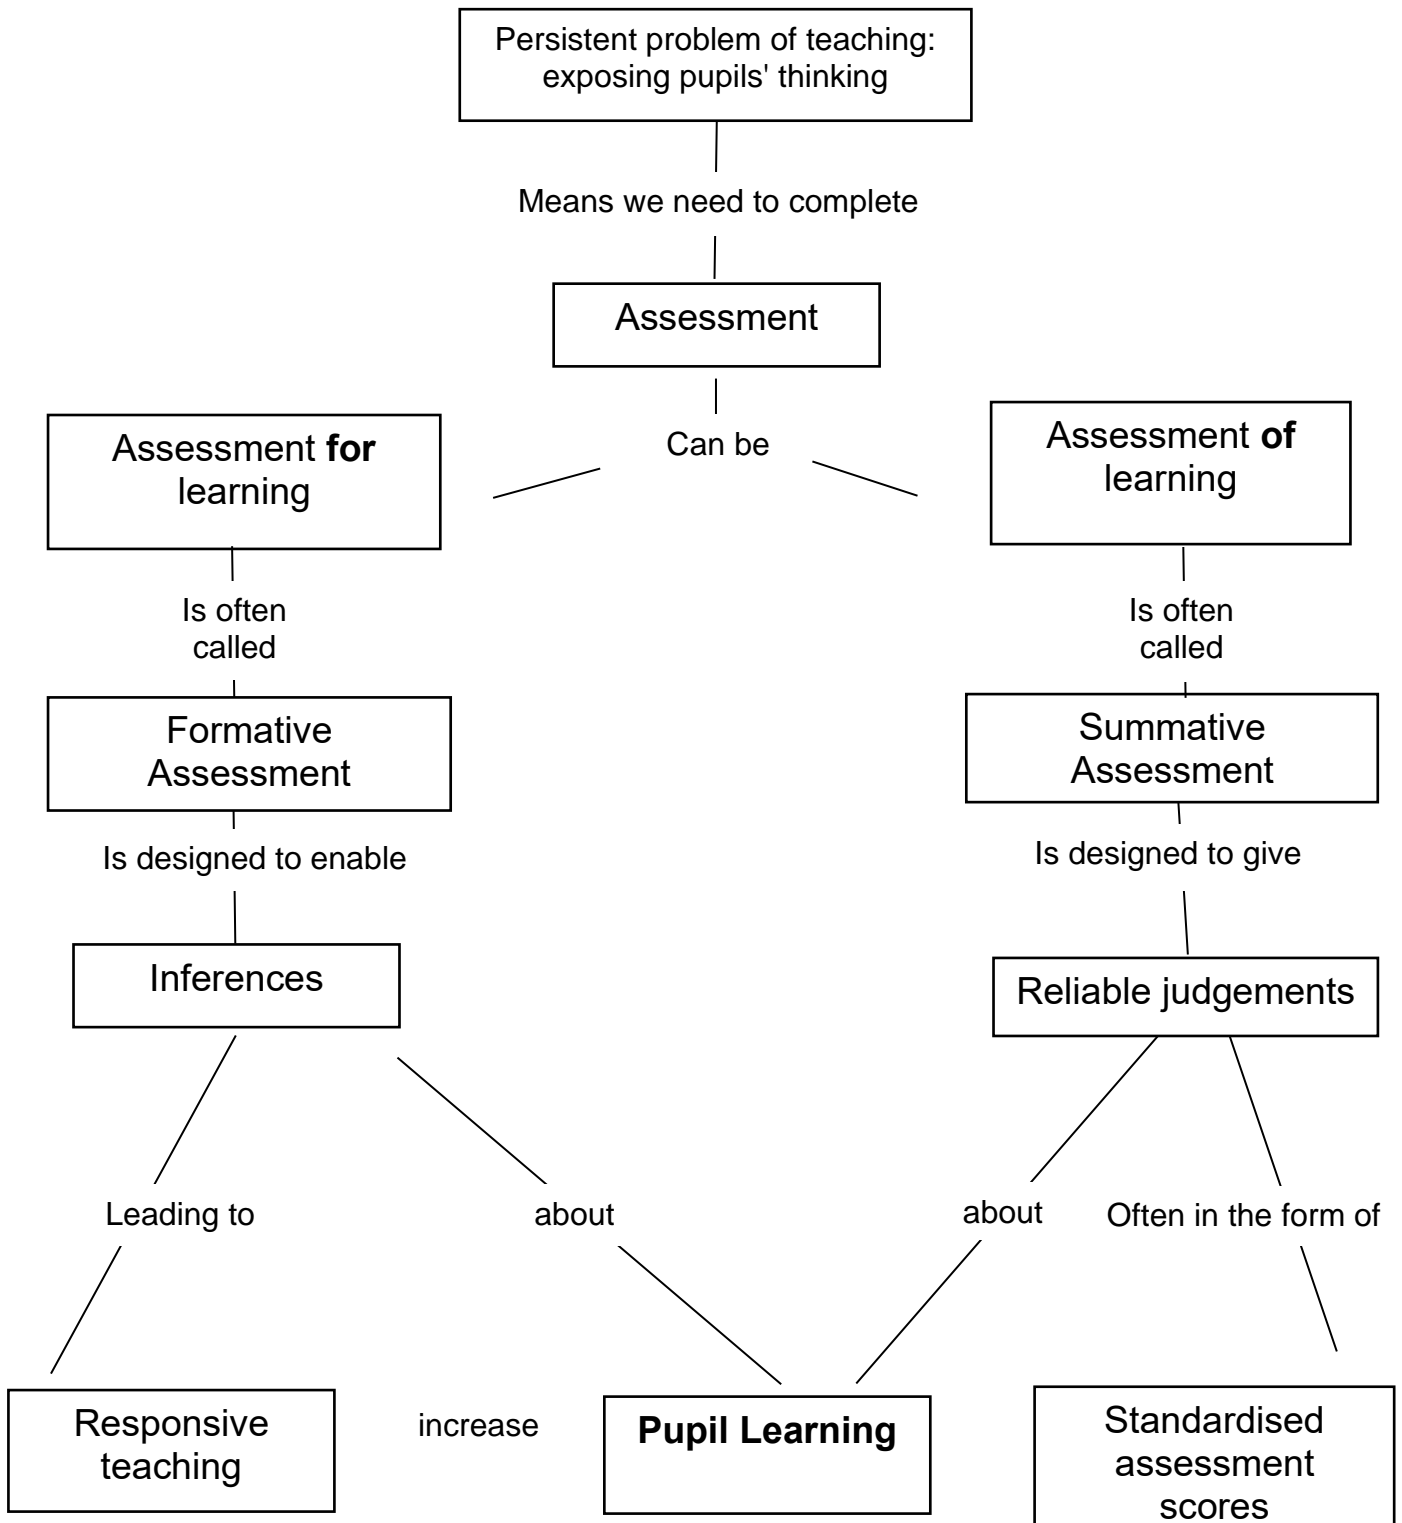 Persistent problem of teaching:
exposing pupils' thinking
Means we need to complete
Assessment
Can be
Assessment for
learning
Assessment of
learning
Is often
called
Is often
called
Formative
Assessment
Summative
Assessment
Is designed to enable
Is designed to give
Inferences
Reliable judgements
Leading to
about
about
Often in the form of
Responsive
teaching
increase
Pupil Learning
Standardised
assessment
scores